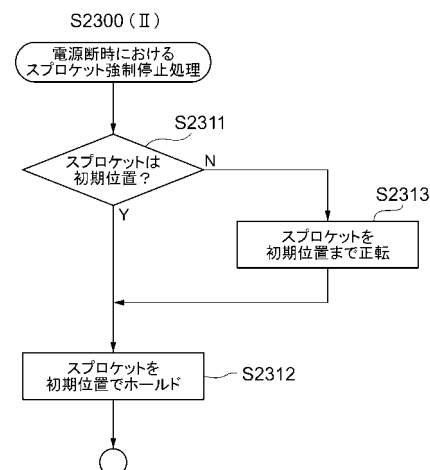 S2300(Ⅱ)
電源断時における
スプロケット強制停止処理
S2311
スプロケットは
初期位置?
N
Y
S2313
スプロケットを
初期位置まで正転
スプロケットを
初期位置でホールド
S2312